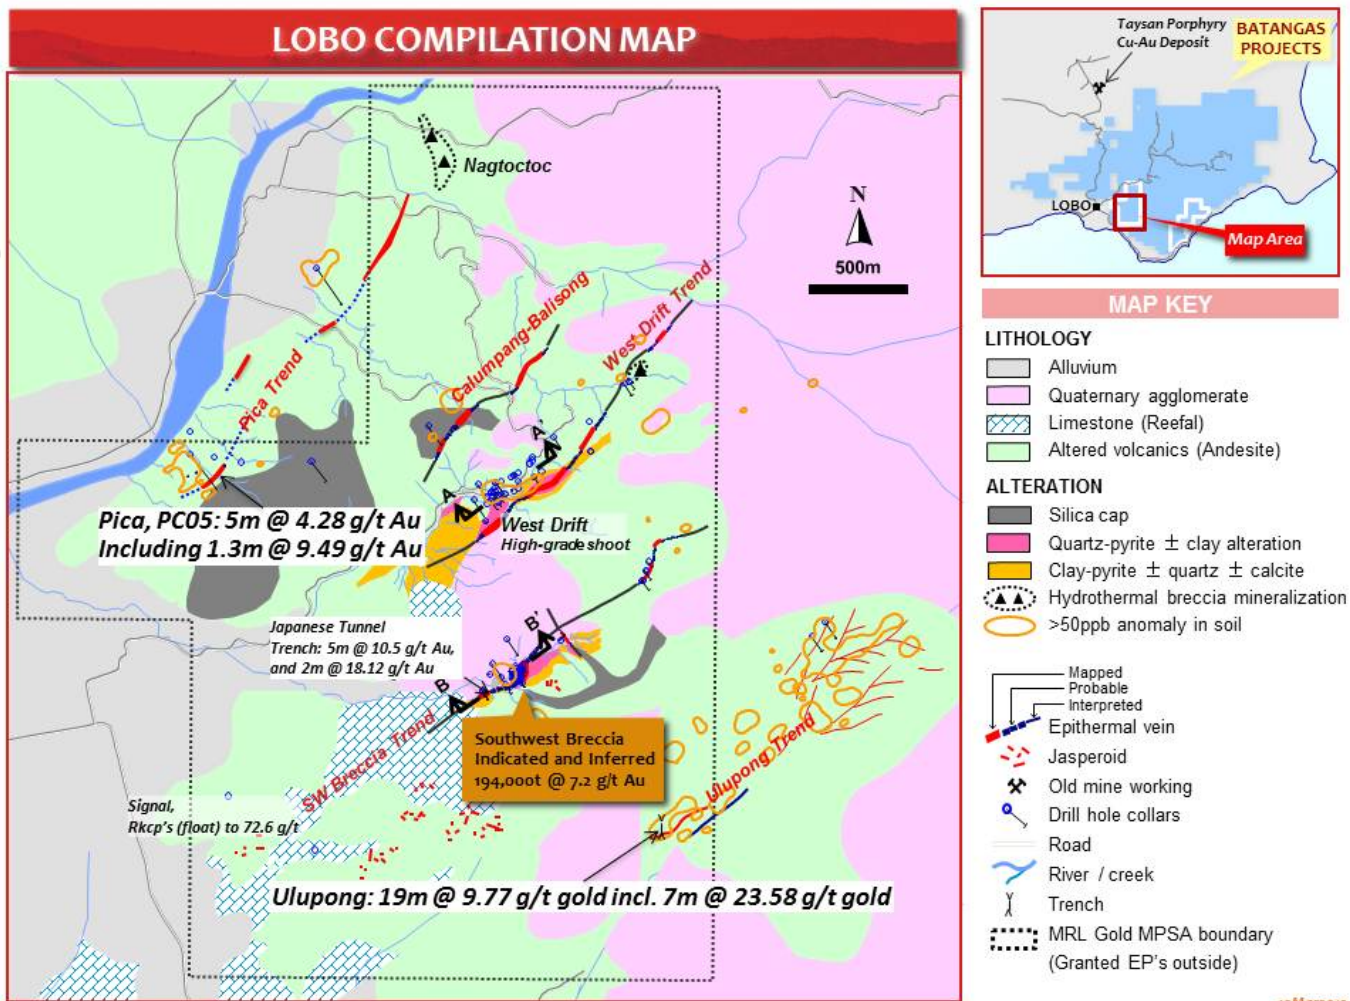 LOBO COMPILATION MAP
Nagtoctoc
N
500m
Pica Trend
Calumpang-Balisong
West Drift Trend
A'
A
West Drift
High-grade shoot
Pica, PC05: 5m @ 4.28 g/t Au
Including 1.3m @ 9.49 g/t Au
Japanese Tunnel
Trench: 5m @ 10.5 g/t Au,
and 2m @ 18.12 g/t Au
B'
B
SW Breccia Trend
Southwest Breccia
Indicated and Inferred
194,000t @ 7.2 g/t Au
Ulupong Trend
Signal,
Rkcp's (float) to 72.6 g/t
Ulupong: 19m @ 9.77 g/t gold incl. 7m @ 23.58 g/t gold
Taysan Porphyry
Cu-Au Deposit
BATANGAS
PROJECTS
LOBO
Map Area
MAP KEY
LITHOLOGY
Alluvium
Quaternary agglomerate
Limestone (Reefal)
Altered volcanics (Andesite)
ALTERATION
Silica cap
Quartz-pyrite ± clay alteration
Clay-pyrite ± quartz ± calcite
Hydrothermal breccia mineralization
>50ppb anomaly in soil
Mapped
Probable
Interpreted
Epithermal vein
Jasperoid
Old mine working
Drill hole collars
Road
River / creek
Trench
MRL Gold MPSA boundary
(Granted EP's outside)